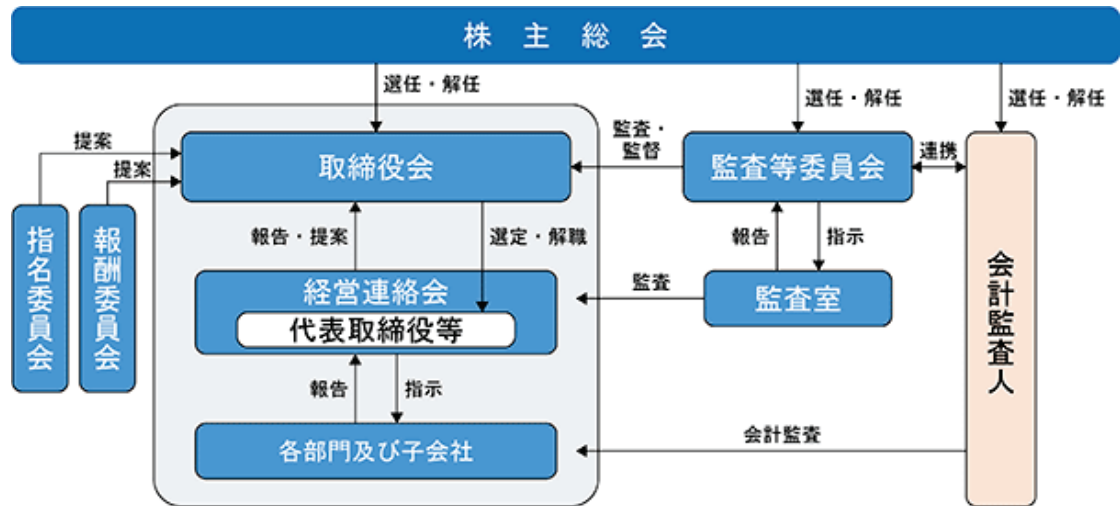 株主総会
選任・解任
選任・解任
選任・解任
提案
提案
取締役会
監査・
監督
監査等委員会
連携
指名委員会
報酬委員会
報告・提案
選定・解職
報告
指示
経営連絡会
代表取締役等
監査
監査室
会計監査人
報告
指示
各部門及び子会社
会計監査